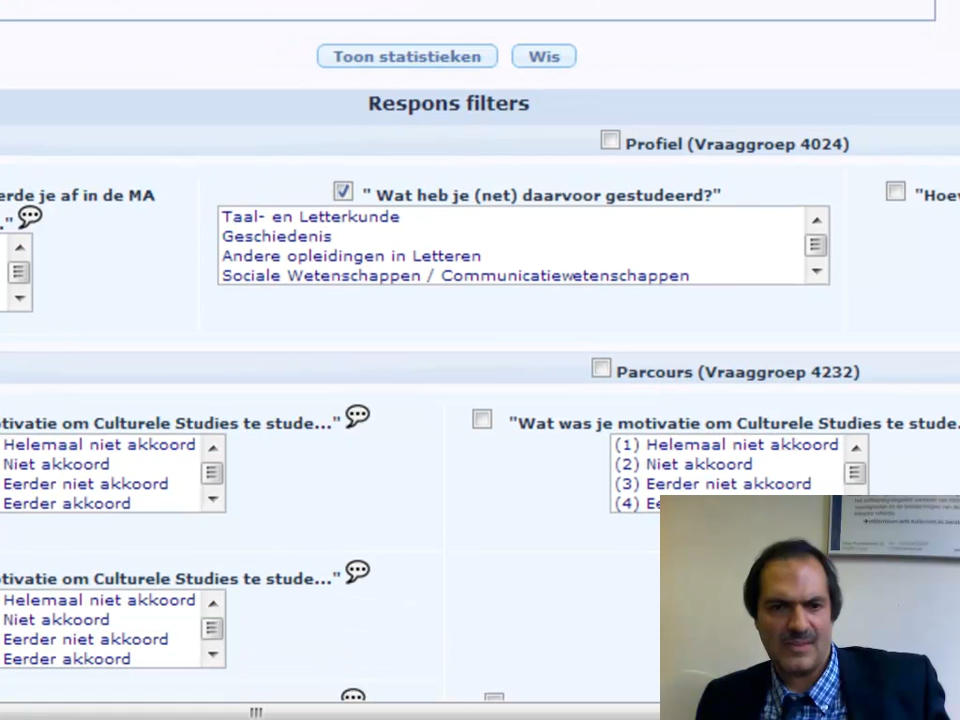 Toon statistieken Wis
Respons filters
Profiel (Vraaggroep 4024)
erde je af in de MA
."
" Wat heb je (net) daarvoor gestudeerd?"
Taal- en Letterkunde
Geschiedenis
Andere opleidingen in Letteren
Sociale Wetenschappen / Communicatiewetenschappen
"Hoev
Parcours (Vraaggroep 4232)
otivatie om Culturele Studies te stude..."
Helemaal niet akkoord
Niet akkoord
Eerder niet akkoord
Eerder akkoord
"Wat was je motivatie om Culturele Studies te stude.
(1) Helemaal niet akkoord
(2) Niet akkoord
(3) Eerder niet akkoord
(4) Ee
otivatie om Culturele Studies te stude..."
Helemaal niet akkoord
Niet akkoord
Eerder niet akkoord
Eerder akkoord